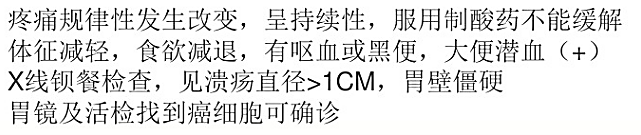 疼痛规律性发生改变，呈持续性，服用制酸药不能缓解
体征减轻，食欲减退，有呕血或黑便，大便潜血（+）
X线钡餐检查，见溃疡直径>1CM，胃壁僵硬
胃镜及活检找到癌细胞可确诊